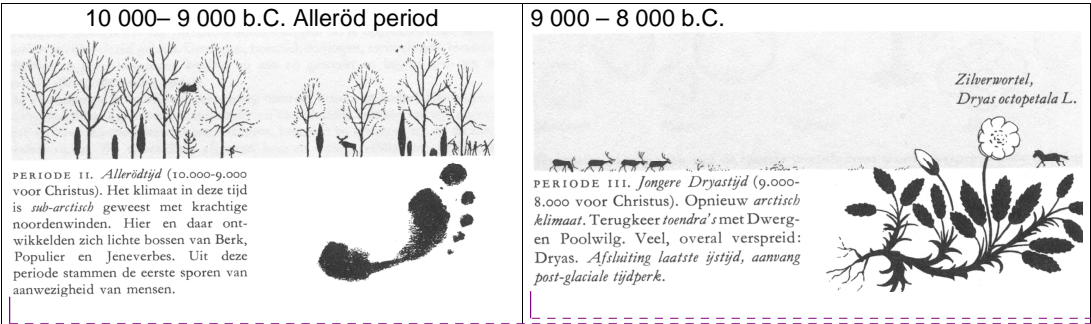 10 000– 9 000 b.C. Alleröd period
PERIODE II. Allerödtijd (10.000-9.000
voor Christus). Het klimaat in deze tijd
is sub-arctisch geweest met krachtige
noordenwinden. Hier en daar ont-
wikkelden zich lichte bossen van Berk,
Populier en Jeneverbes. Uit deze
periode stammen de eerste sporen van
aanwezigheid van mensen.
9 000 – 8 000 b.C.
Zilverwortel,
Dryas octopetala L.
PERIODE III. Jongere Dryastijd (9.000-
8.000 voor Christus). Opnieuw arctisch
klimaat. Terugkeer toendra's met Dwerg-
en Poolwilg. Veel, overal verspreid:
Dryas. Afsluiting laatste ijstijd, aanvang
post-glaciale tijdperk.